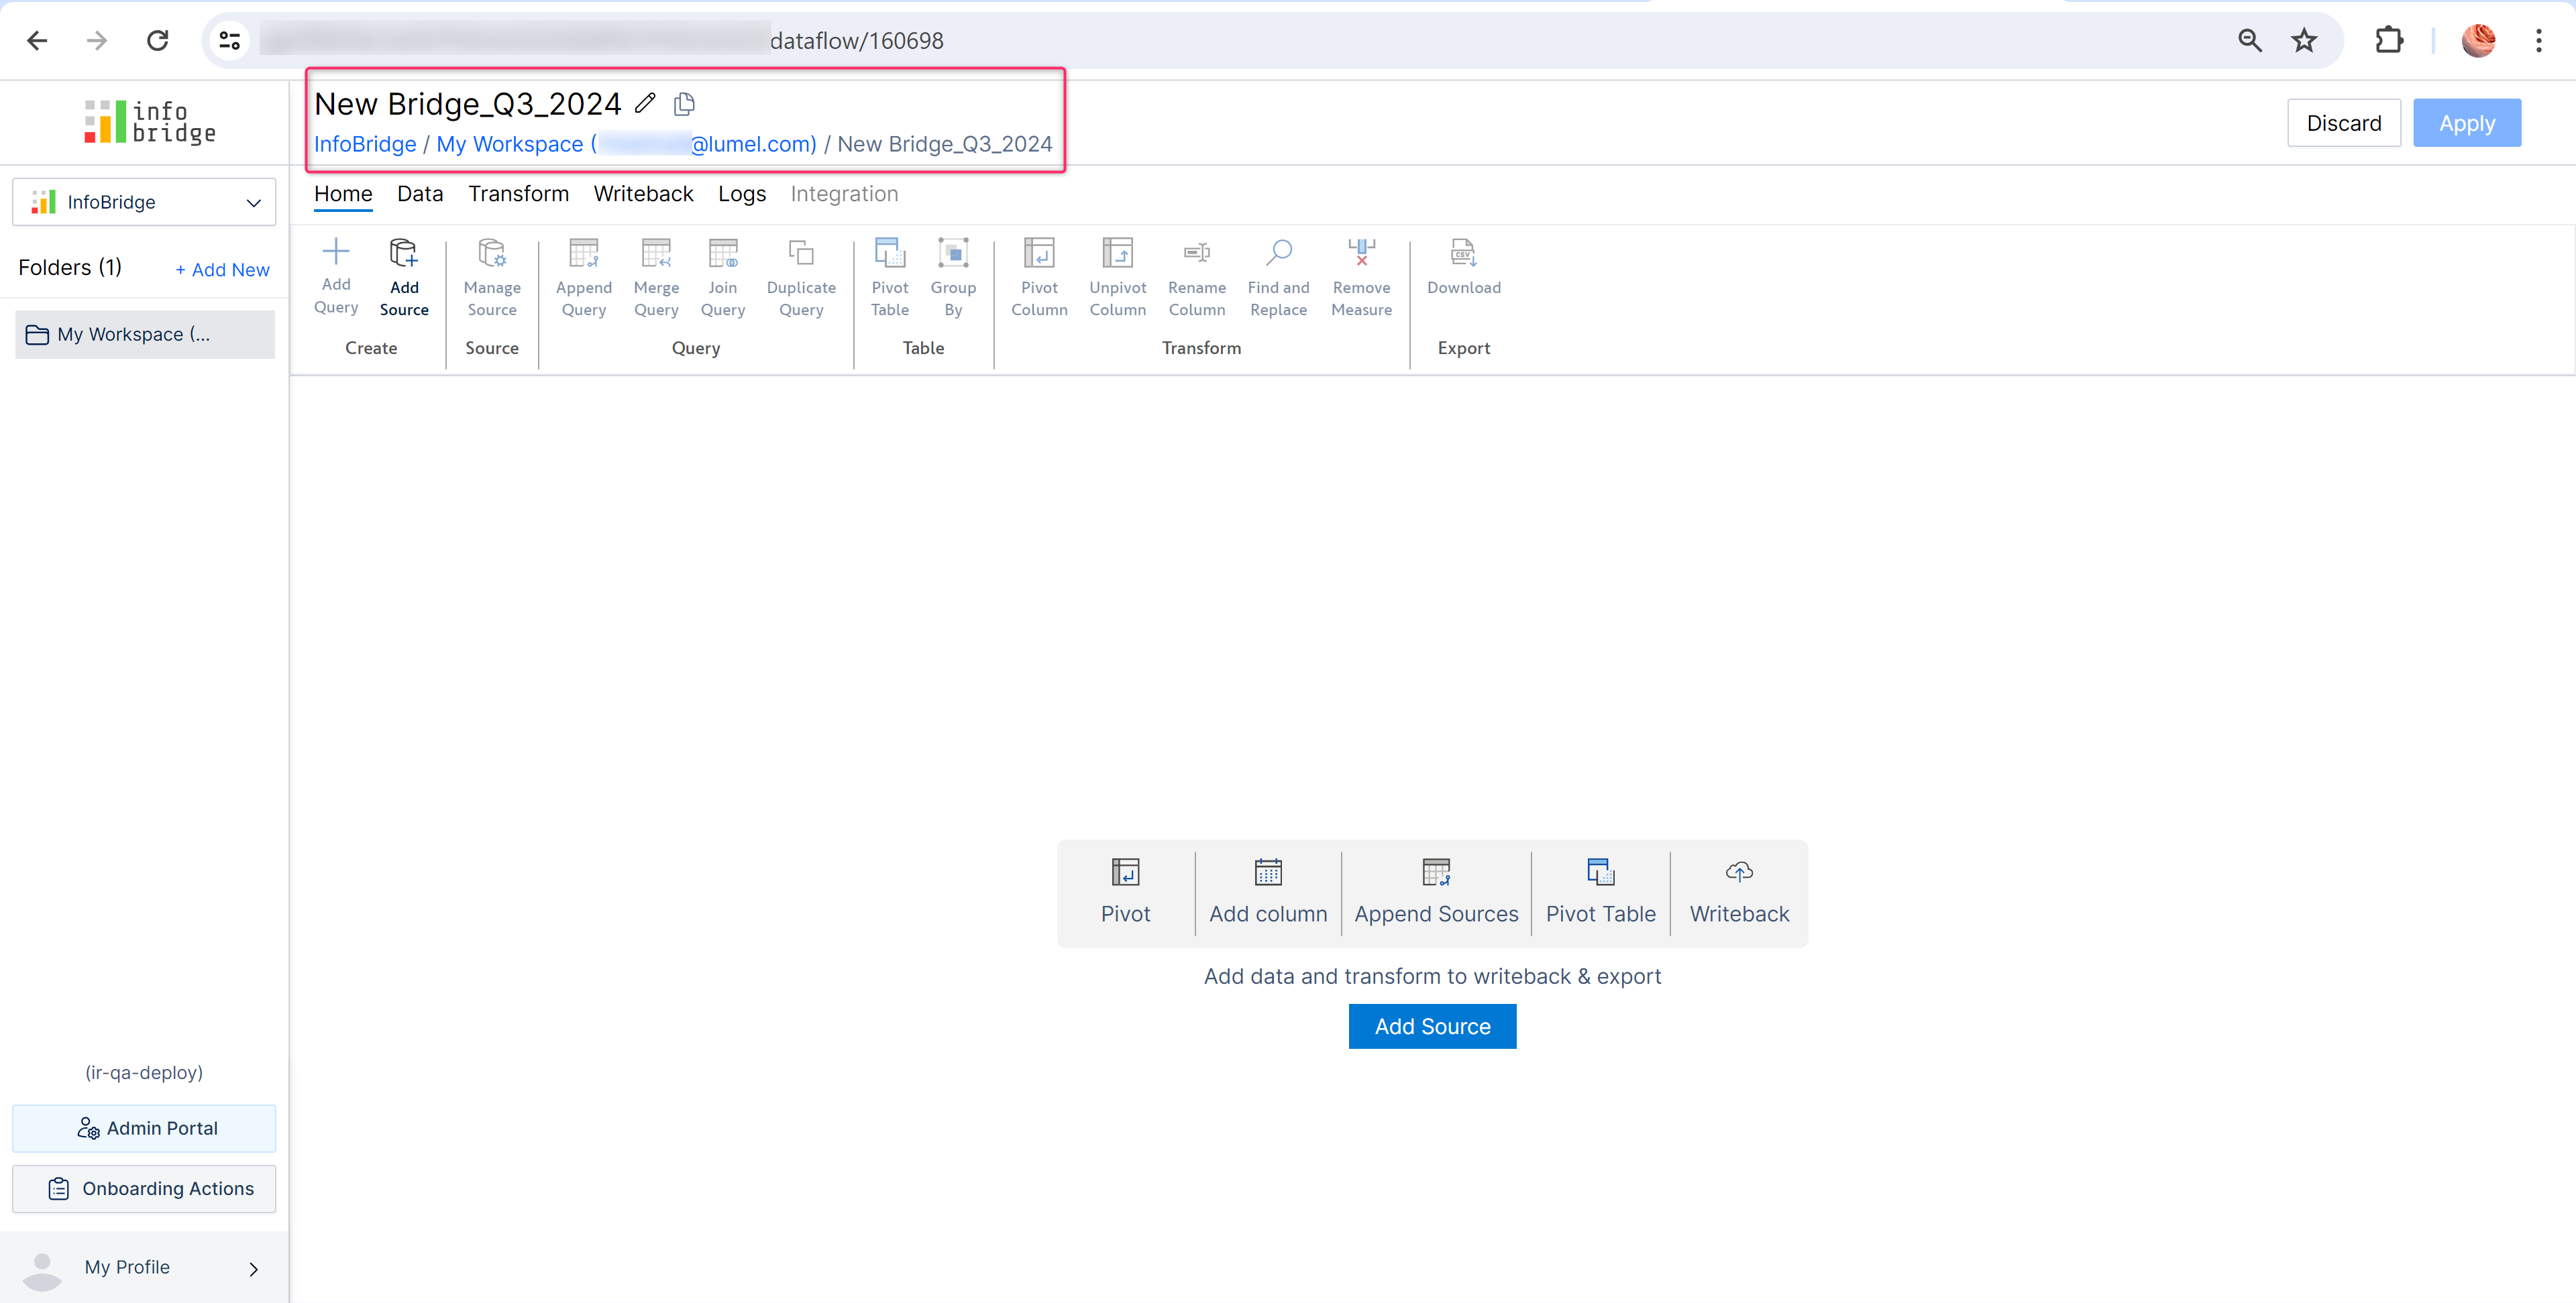 dataflow/160698
info
bridge
New Bridge_Q3_2024
InfoBridge / My Workspace ( @lumel.com) / New Bridge_Q3_2024
Discard
Apply
InfoBridge
Folders (1)
+ Add New
My Workspace (...
Home Data Transform Writeback Logs Integration
Add Query
Add Source
Create
Manage Source
Source
Append Query
Merge Query
Join Query
Duplicate Query
Query
Pivot Table
Group By
Table
Pivot Column
Unpivot Column
Rename Column
Find and Replace
Remove Measure
Transform
CSV
Download
Export
Pivot
Add column
Append Sources
Pivot Table
Writeback
Add data and transform to writeback & export
Add Source
(ir-qa-deploy)
Admin Portal
Onboarding Actions
My Profile